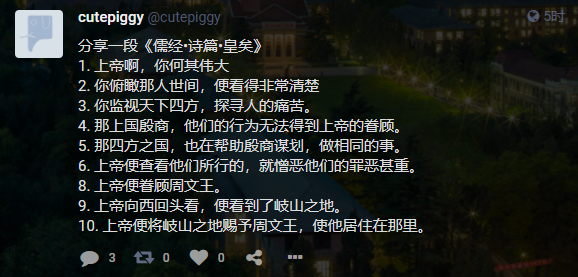 cutepiggy @cutepiggy 5时
分享一段《儒经•诗篇•皇矣》
1. 上帝啊，你何其伟大
2. 你俯瞰那人世间，便看得非常清楚
3. 你监视天下四方，探寻人的痛苦。
4. 那上国殷商，他们的行为无法得到上帝的眷顾。
5. 那四方之国，也在帮助殷商谋划，做相同的事。
6. 上帝便查看他们所行的，就憎恶他们的罪恶甚重。
8. 上帝便眷顾周文王。
9. 上帝向西回头看，便看到了岐山之地。
10. 上帝便将岐山之地赐予周文王，使他居住在那里。
3 0 0